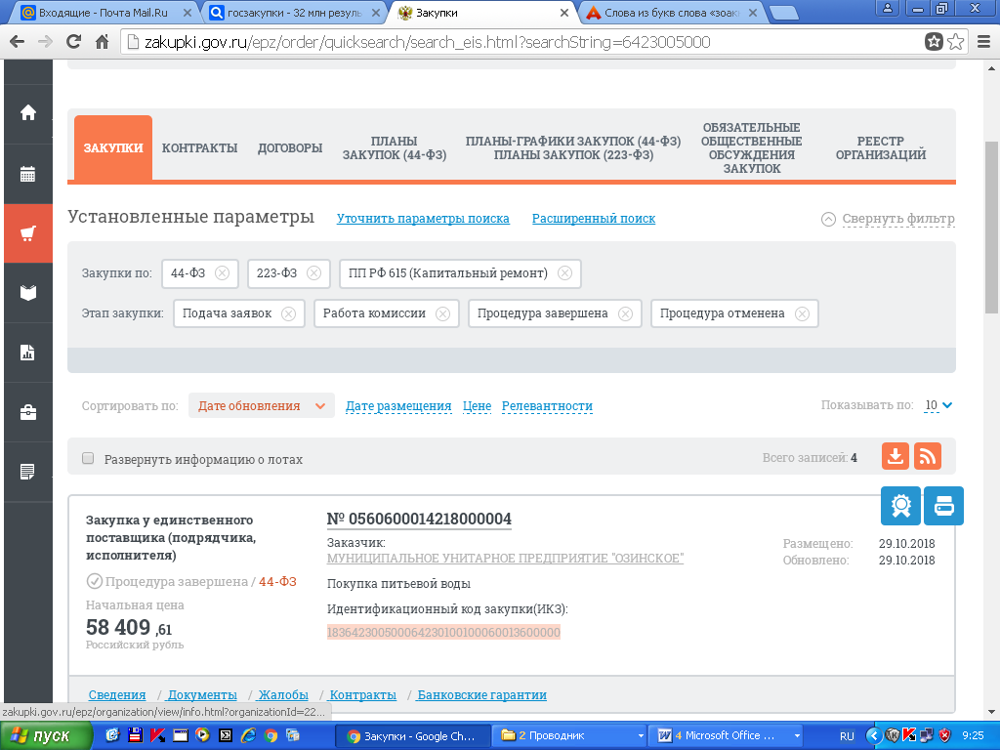 Входящие - Почта Mail.Ru
госзакупки - 32 млн резуль
Закупки
Слова из букв слова «зоаки
zakupki.gov.ru/epz/order/quicksearch/search_eis.html?searchString=6423005000
ЗАКУПКИ
КОНТРАКТЫ
ДОГОВОРЫ
ПЛАНЫ
ЗАКУПОК (44-ФЗ)
ПЛАНЫ-ГРАФИКИ ЗАКУПОК (44-ФЗ)
ПЛАНЫ ЗАКУПОК (223-ФЗ)
ОБЯЗАТЕЛЬНЫЕ
ОБЩЕСТВЕННЫЕ
ОБСУЖДЕНИЯ
ЗАКУПОК
РЕЕСТР
ОРГАНИЗАЦИЙ
Установленные параметры Уточнить параметры поиска Расширенный поиск Свернуть фильтр
Закупки по: 44-ФЗ 223-ФЗ ПП РФ 615 (Капитальный ремонт)
Этап закупки: Подача заявок Работа комиссии Процедура завершена Процедура отменена
Сортировать по: Дате обновления Дате размещения Цене Релевантности Показывать по: 10
Развернуть информацию о лотах Всего записей: 4
Закупка у единственного
поставщика (подрядчика,
исполнителя)
Процедура завершена / 44-ФЗ
Начальная цена
58 409 ,61
Российский рубль
№ 0560600014218000004
Заказчик:
МУНИЦИПАЛЬНОЕ УНИТАРНОЕ ПРЕДПРИЯТИЕ "ОЗИНСКОЕ"
Покупка питьевой воды
Идентификационный код закупки(ИКЗ):
183642300500064230100100060013600000
Размещено: 29.10.2018
Обновлено: 29.10.2018
Сведения / Документы / Жалобы / Контракты / Банковские гарантии
zakupki.gov.ru/epz/organization/view/info.html?organizationId=22...
пуск
Закупки - Google Ch...
2 Проводник
4 Microsoft Office ...
RU
9:25